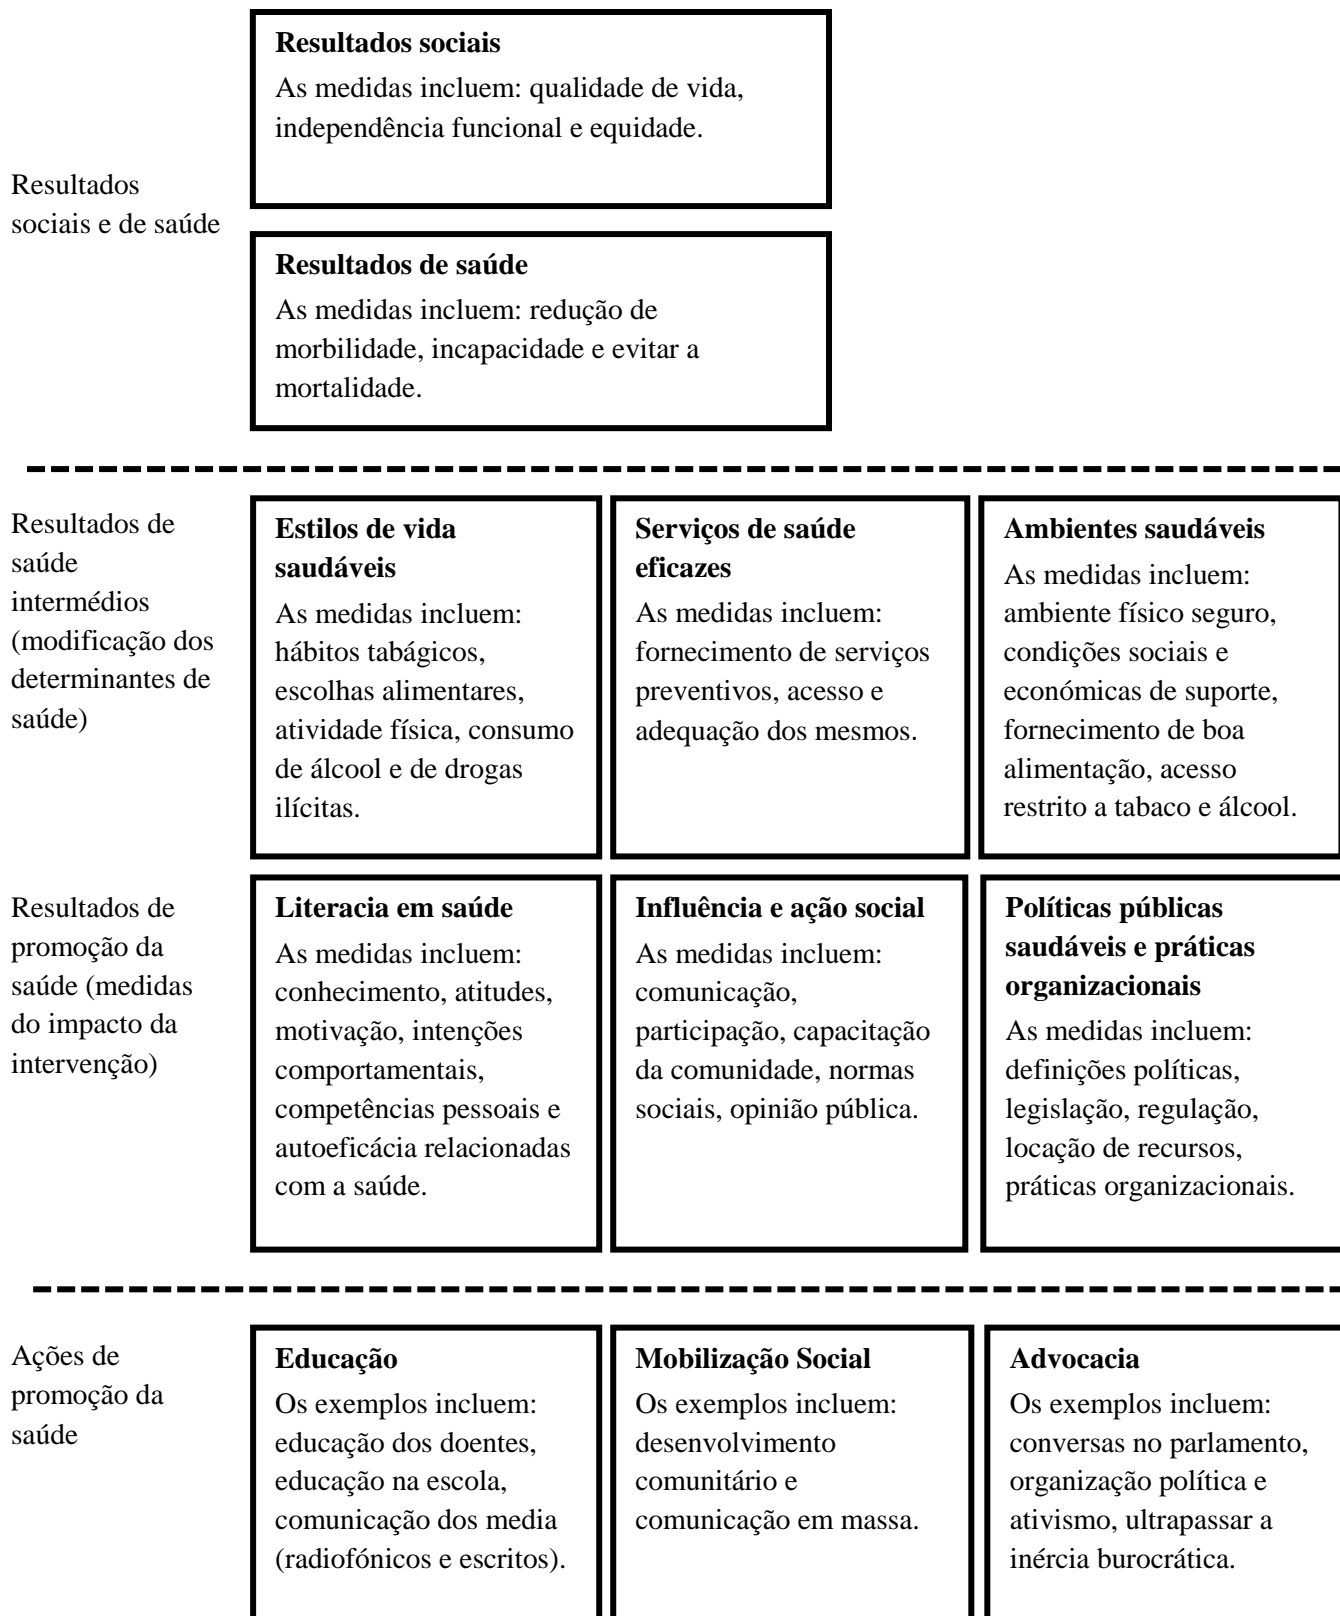 Resultados sociais
As medidas incluem: qualidade de vida,
independência funcional e equidade.
Resultados
sociais e de saúde
Resultados de saúde
As medidas incluem: redução de
morbilidade, incapacidade e evitar a
mortalidade.
Resultados de
saúde
intermédios
(modificação dos
determinantes de
saúde)
Estilos de vida
saudáveis
As medidas incluem:
hábitos tabágicos,
escolhas alimentares,
atividade física, consumo
de álcool e de drogas
ilícitas.
Serviços de saúde
eficazes
As medidas incluem:
fornecimento de serviços
preventivos, acesso e
adequação dos mesmos.
Ambientes saudáveis
As medidas incluem:
ambiente físico seguro,
condições sociais e
económicas de suporte,
fornecimento de boa
alimentação, acesso
restrito a tabaco e álcool.
Resultados de
promoção da
saúde (medidas
do impacto da
intervenção)
Literacia em saúde
As medidas incluem:
conhecimento, atitudes,
motivação, intenções
comportamentais,
competências pessoais e
autoeficácia relacionadas
com a saúde.
Influência e ação social
As medidas incluem:
comunicação,
participação, capacitação
da comunidade, normas
sociais, opinião pública.
Políticas públicas
saudáveis e práticas
organizacionais
As medidas incluem:
definições políticas,
legislação, regulação,
locação de recursos,
práticas organizacionais.
Ações de
promoção da
saúde
Educação
Os exemplos incluem:
educação dos doentes,
educação na escola,
comunicação dos media
(radiofónicos e escritos).
Mobilização Social
Os exemplos incluem:
desenvolvimento
comunitário e
comunicação em massa.
Advocacia
Os exemplos incluem:
conversas no parlamento,
organização política e
ativismo, ultrapassar a
inércia burocrática.